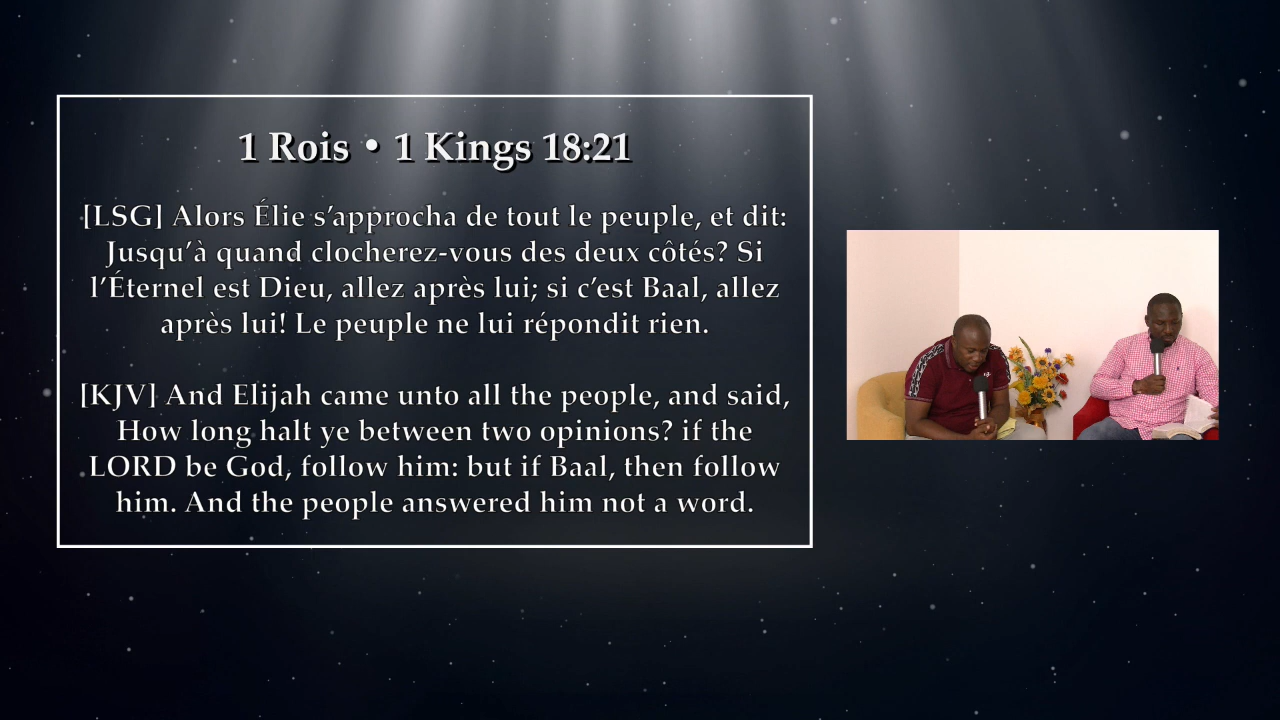 1 Rois • 1 Kings 18:21
[LSG] Alors Élie s’approcha de tout le peuple, et dit:
Jusqu’à quand clocherez-vous des deux côtés? Si
l’Éternel est Dieu, allez après lui; si c’est Baal, allez
après lui! Le peuple ne lui répondit rien.
[KJV] And Elijah came unto all the people, and said,
How long halt ye between two opinions? if the
LORD be God, follow him: but if Baal, then follow
him. And the people answered him not a word.